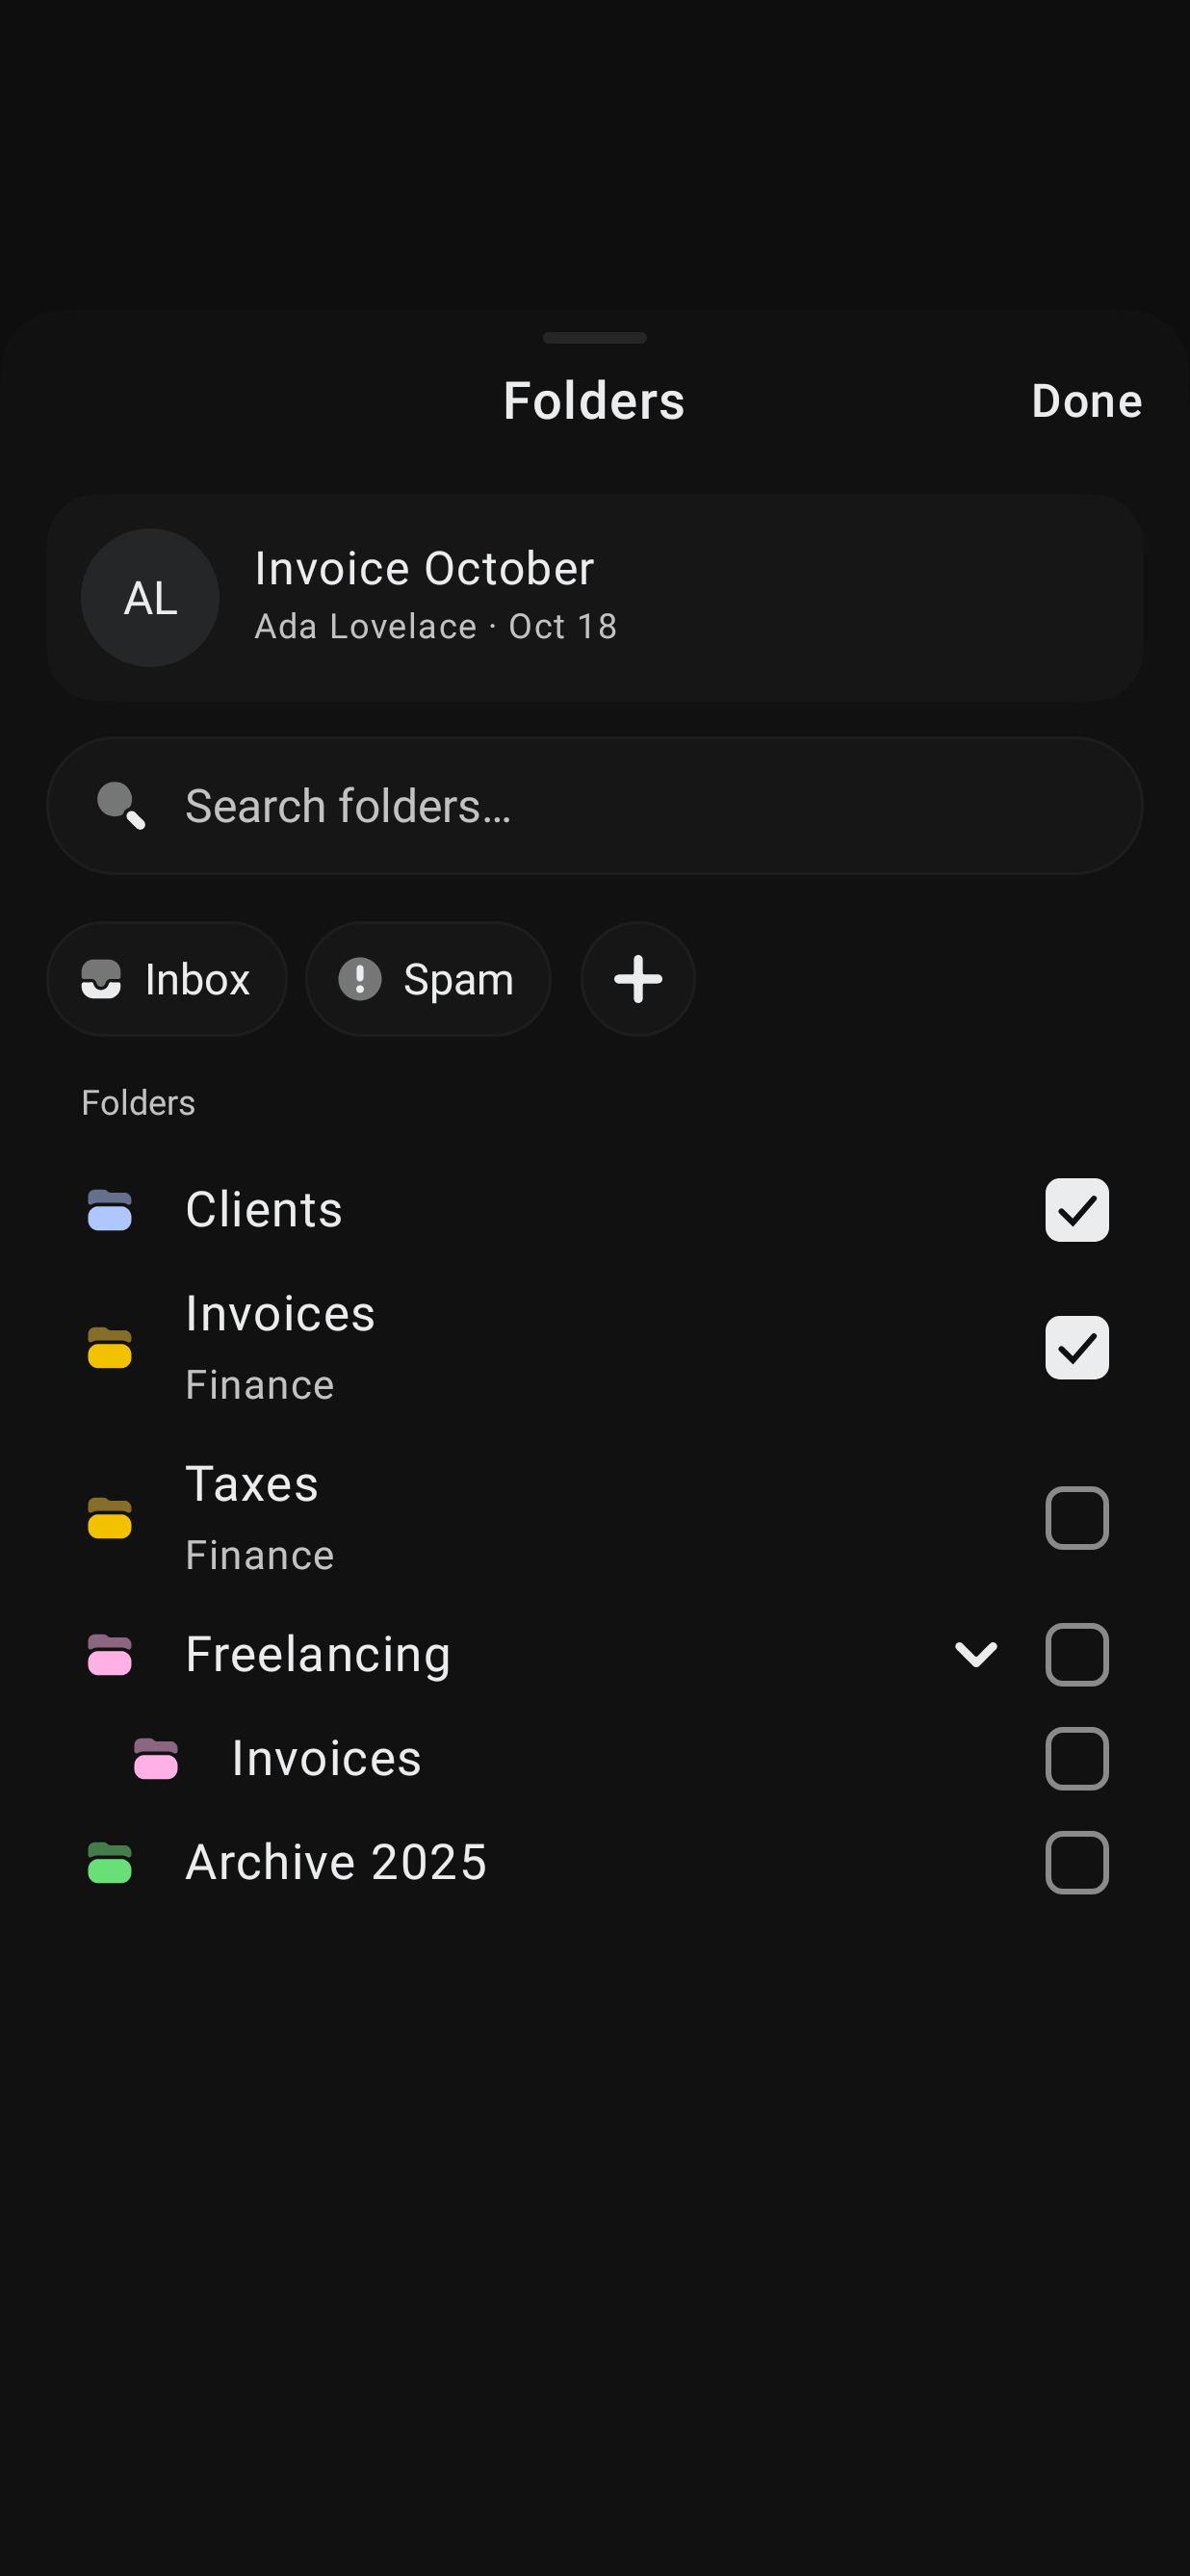 Folders
Done
AL
Invoice October
Ada Lovelace · Oct 18
Search folders…
Inbox
Spam
Folders
Clients
Invoices
Finance
Taxes
Finance
Freelancing
Invoices
Archive 2025